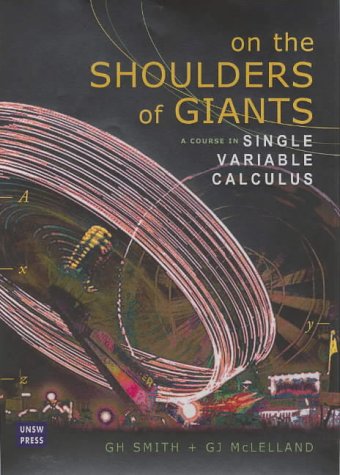 on the
SHOULDERS
of GIANTS
A COURSE IN SINGLE
VARIABLE
CALCULUS
A
x
y
z
UNSW
PRESS
GH SMITH + GJ McLELLAND